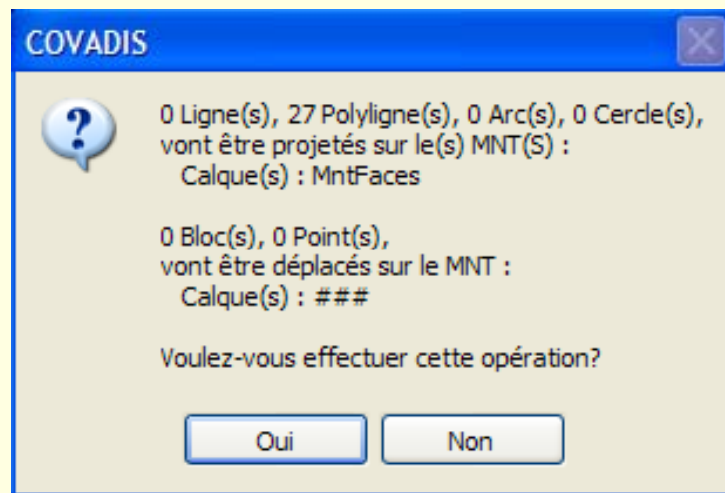 COVADIS
0 Ligne(s), 27 Polyligne(s), 0 Arc(s), 0 Cercle(s),
vont être projetés sur le(s) MNT(S) :
Calque(s) : MntFaces
0 Bloc(s), 0 Point(s),
vont être déplacés sur le MNT :
Calque(s) : ###
Voulez-vous effectuer cette opération?
Oui
Non